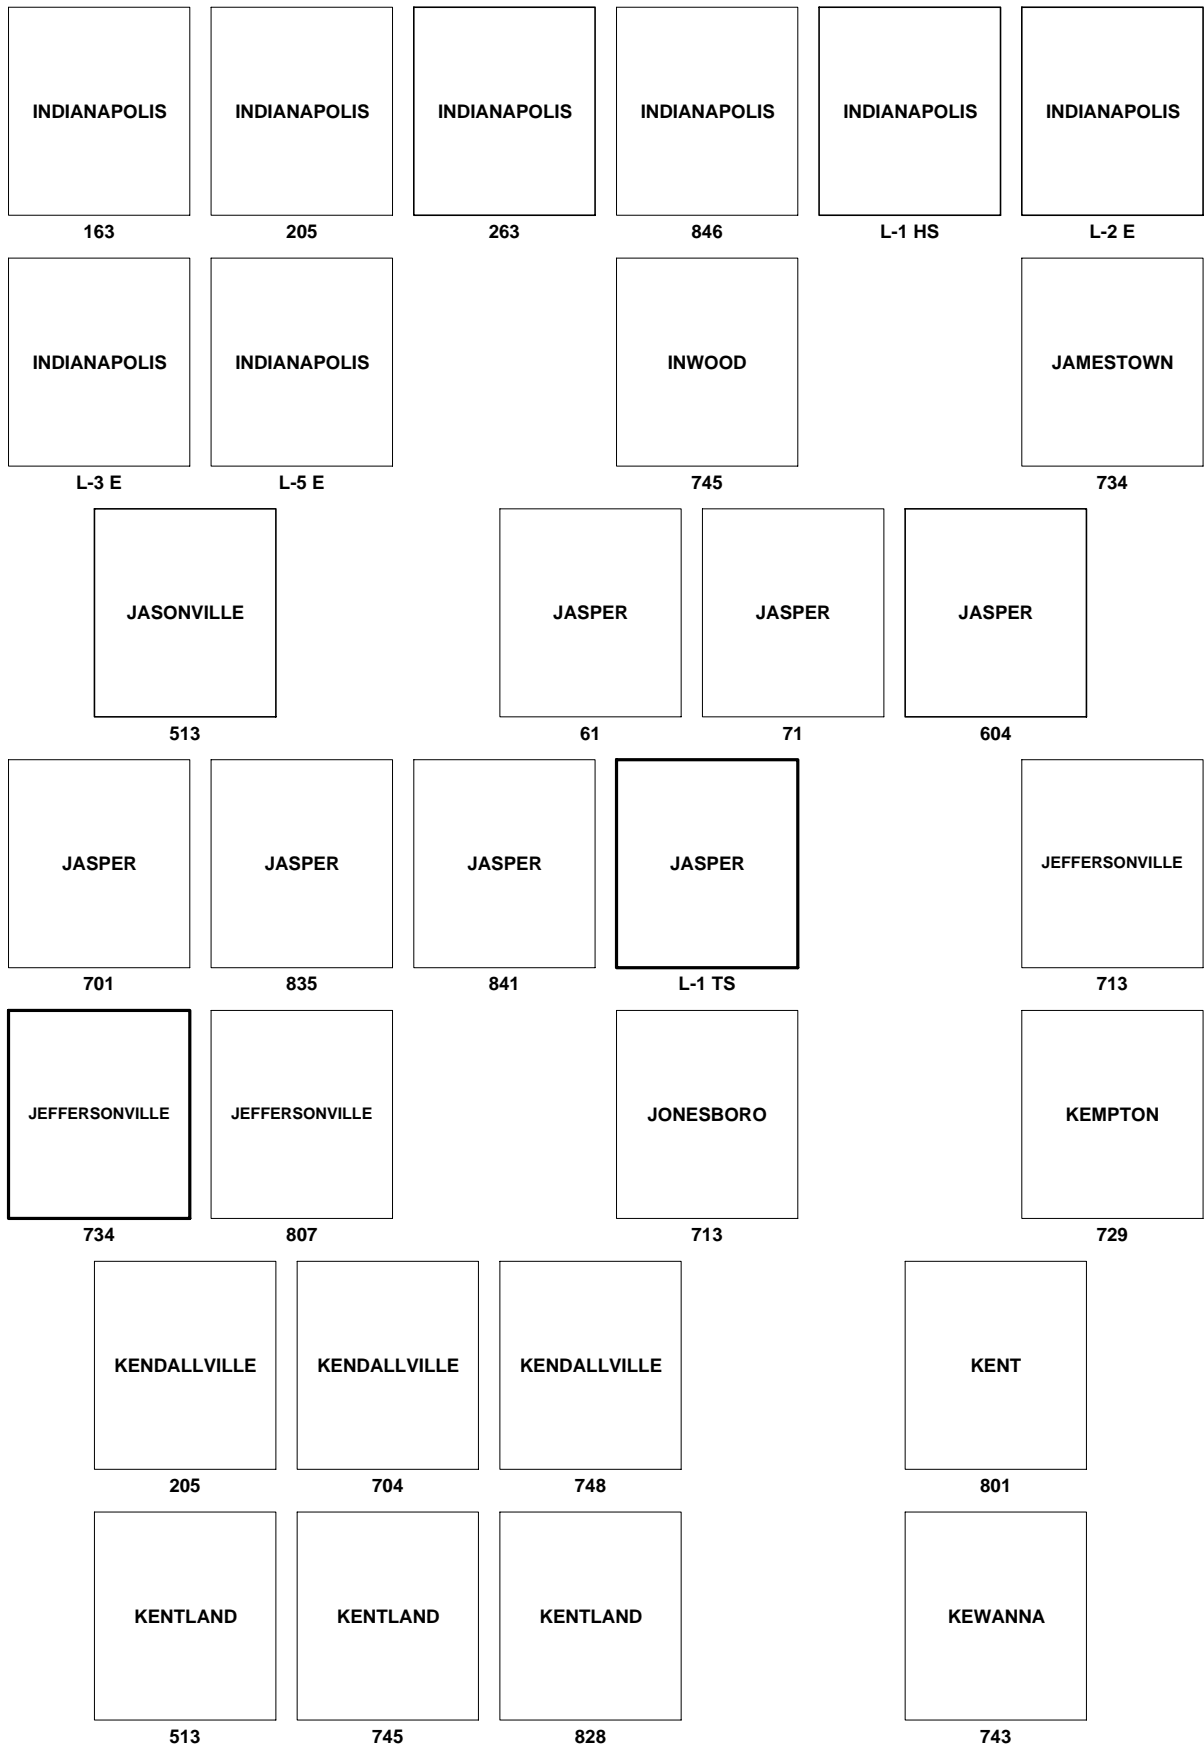 INDIANAPOLIS INDIANAPOLIS INDIANAPOLIS INDIANAPOLIS INDIANAPOLIS INDIANAPOLIS
163 205 263 846 L-1 HS L-2 E
INDIANAPOLIS INDIANAPOLIS INWOOD JAMESTOWN
L-3 E L-5 E 745 734
JASONVILLE JASPER JASPER JASPER
513 61 71 604
JASPER JASPER JASPER JASPER JEFFERSONVILLE
701 835 841 L-1 TS 713
JEFFERSONVILLE JEFFERSONVILLE JONESBORO KEMPTON
734 807 713 729
KENDALLVILLE KENDALLVILLE KENDALLVILLE KENT
205 704 748 801
KENTLAND KENTLAND KENTLAND KEWANNA
513 745 828 743